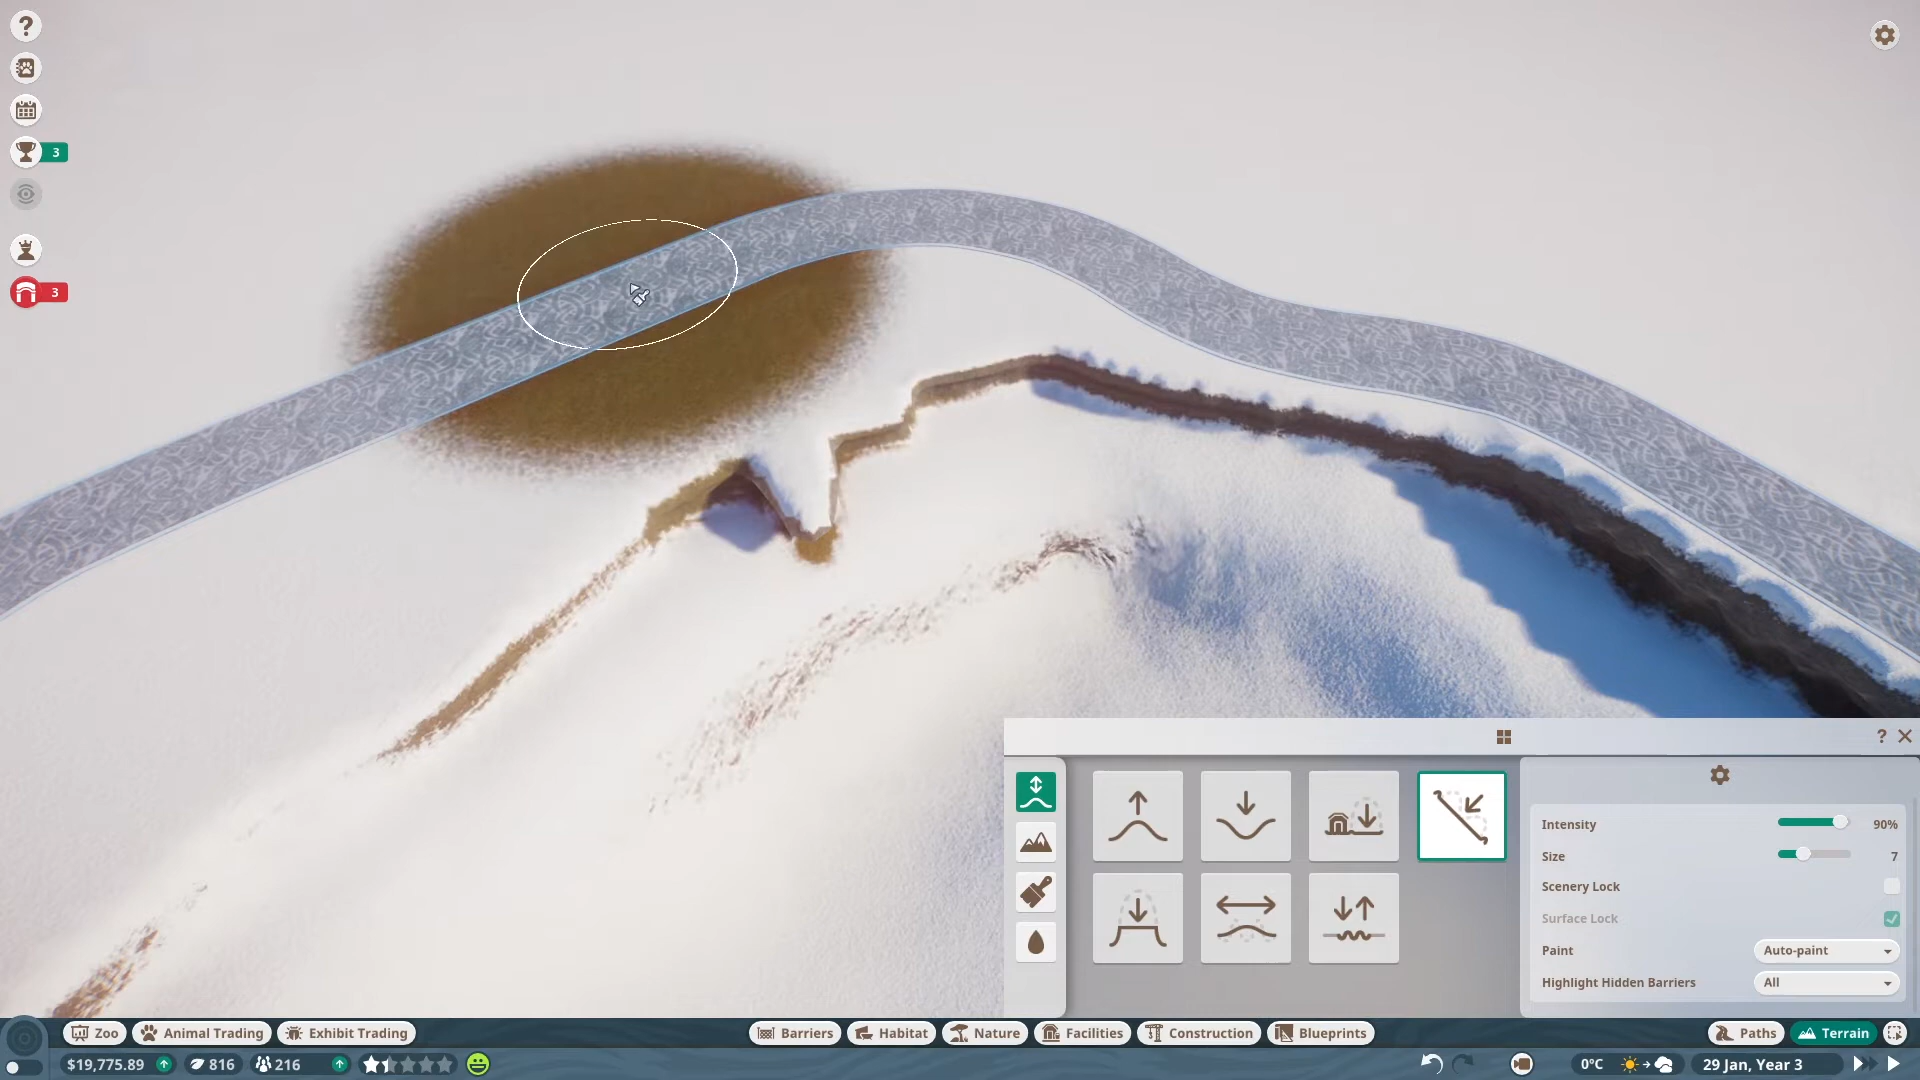 3
3
?
Intensity 90%
Size 7
Scenery Lock
Surface Lock
Paint Auto-paint
Highlight Hidden Barriers All
Zoo Animal Trading Exhibit Trading Barriers Habitat Nature Facilities Construction Blueprints Paths Terrain
$19,775.89 816 216 0°C 29 Jan, Year 3